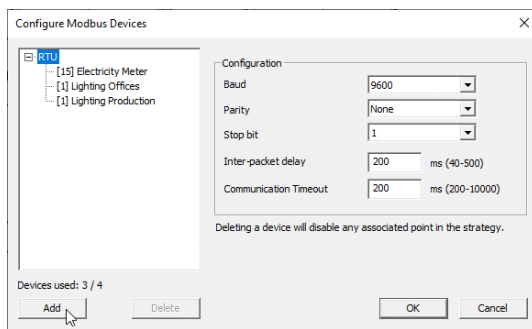 Configure Modbus Devices
RTU
[15] Electricity Meter
[1] Lighting Offices
[1] Lighting Production
Configuration
Baud 9600
Parity None
Stop bit 1
Inter-packet delay 200 ms (40-500)
Communication Timeout 200 ms (200-10000)
Deleting a device will disable any associated point in the strategy.
Devices used: 3 / 4
Add Delete OK Cancel